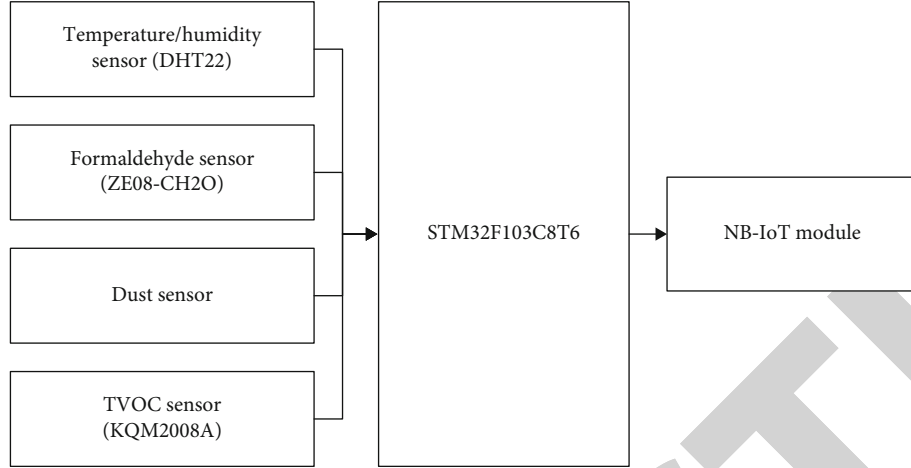 Temperature/humidity
sensor (DHT22)
Formaldehyde sensor
(ZE08-CH2O)
Dust sensor
TVOC sensor
(KQM2008A)
STM32F103C8T6
NB-IoT module